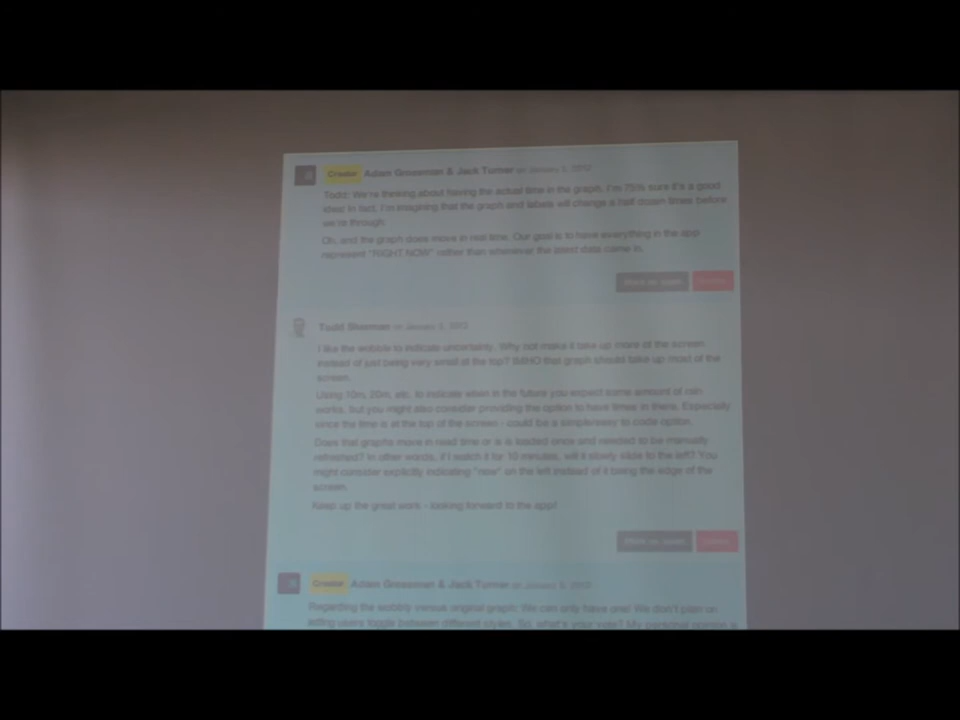 Creator Adam Grossman & Jack Turner on January 3, 2012
Todd: We're thinking about having the actual time in the graph. I'm 75% sure it's a good
idea! In fact, I'm imagining that the graph and labels will change a half dozen times before
we're through.
Oh, and the graph does move in real time. Our goal is to have everything in the app
represent "RIGHT NOW" rather than whenever the latest data came in.
Mark as spam
Todd on January 3, 2012
I like the wobble to indicate uncertainty. Why not make it take up more of the screen
instead of just being very small at the top? IMHO that graph should take up most of the
screen.
Using 10m, 20m, etc. to indicate when in the future you expect some amount of rain
works, but you might also consider providing the option to have times in there. Especially
since the time is at the top of the screen - could be a simple/easy to code option.
Does that graphs move in real time or is is loaded once and needed to be manually
refreshed? In other words, if I watch it for 10 minutes, will it slowly slide to the left? You
might consider explicitly indicating "now" on the left instead of it being the edge of the
screen.
Keep up the great work - looking forward to the app!
Mark as spam
Creator Adam Grossman & Jack Turner on January 3, 2012
Regarding the wobbly versus original graph: We can only have one! We don't plan on
letting users toggle between different styles. So, what's your vote? My personal opinion is